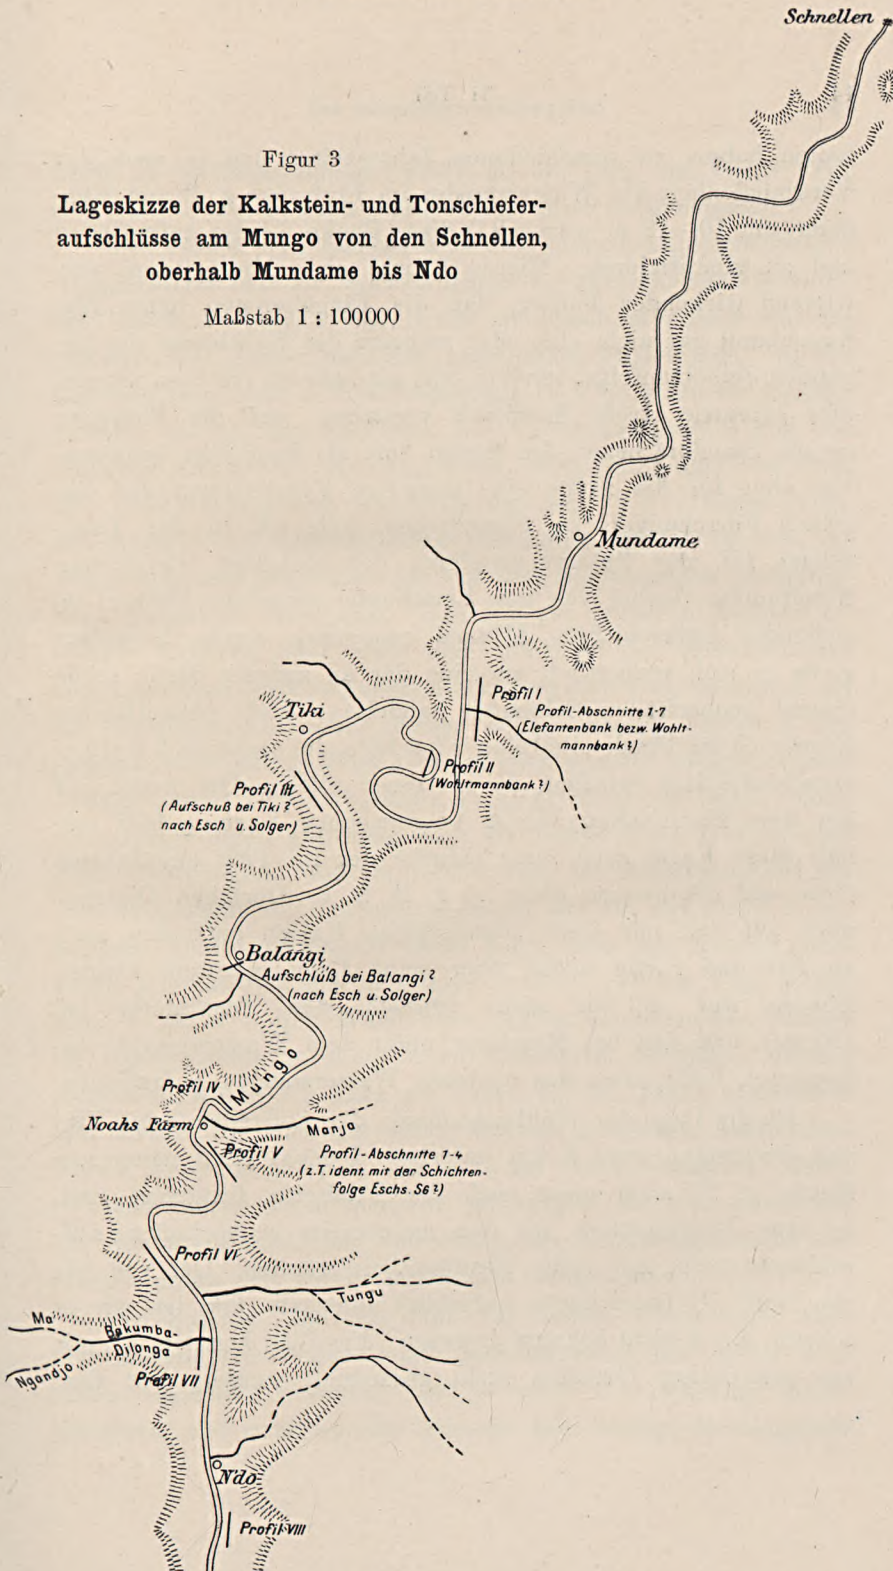 Schnellen
Figur 3
Lageskizze der Kalkstein- und Tonschiefer-
aufschlüsse am Mungo von den Schnellen,
oberhalb Mundame bis Ndo
Maßstab 1 : 100000
Mundame
Profil I
Profil-Abschnitte 1-7
(Elefantenbank bezw. Wohlt-
mannbank?)
Tiki
Profil II
(Wohltmannbank?)
Profil III
(Aufschuß bei Tiki?
nach Esch u. Solger)
Balangi
Aufschluß bei Balangi?
(nach Esch u. Solger)
Mungo
Profil IV
Noahs Farm
Manja
Profil V
Profil-Abschnitte 1-4
(z.T. ident. mit der Schichten-
folge Eschs. S6?)
Profil VI
Tungu
Ma
Bakumba-
Dilonga
Ngandjo
Profil VII
Ndo
Profil VIII